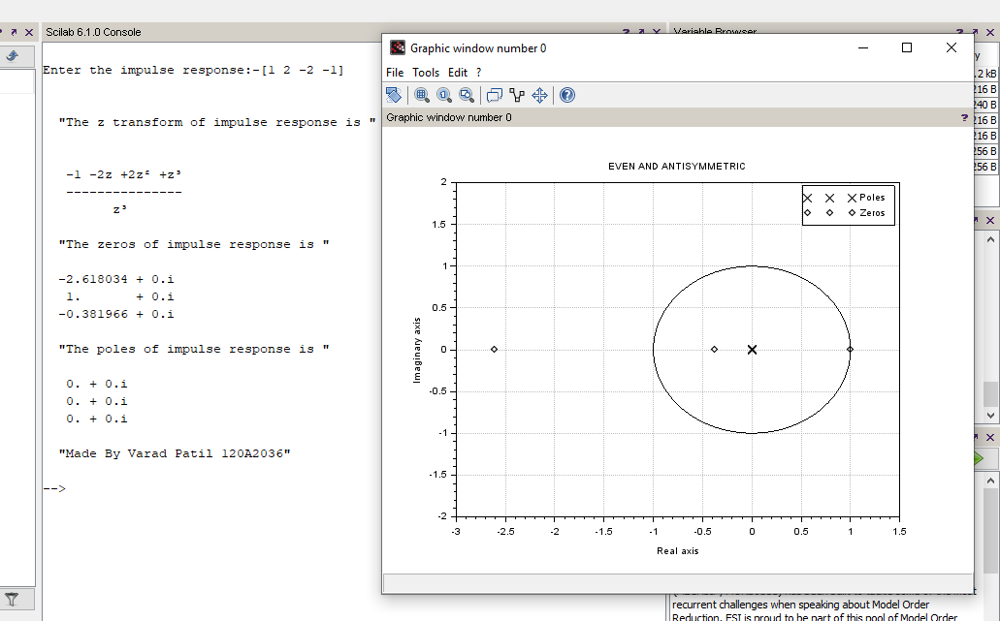 Scilab 6.1.0 Console
Enter the impulse response:-[1 2 -2 -1]
"The z transform of impulse response is "
-1 -2z +2z² +z³
---------------
z³
"The zeros of impulse response is "
-2.618034 + 0.i
1. + 0.i
-0.381966 + 0.i
"The poles of impulse response is "
0. + 0.i
0. + 0.i
0. + 0.i
"Made By Varad Patil 120A2036"
-->
Variable Browser
Graphic window number 0
File Tools Edit ?
Graphic window number 0
?
EVEN AND ANTISYMMETRIC
Poles
Zeros
2
1.5
1
0.5
0
-0.5
-1
-1.5
-2
Imaginary axis
-3 -2.5 -2 -1.5 -1 -0.5 0 0.5 1 1.5
Real axis
.2 kB
216 B
240 B
216 B
216 B
256 B
256 B
recurrent challenges when speaking about Model Order
Reduction. ESI is proud to be part of this pool of Model Order